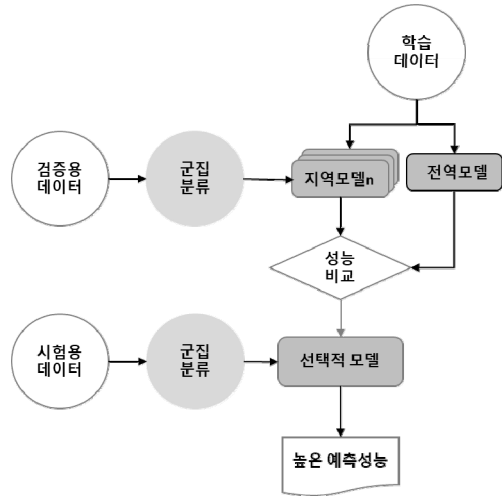 학습
데이터
검증용
데이터
군집
분류
지역모델n
전역모델
성능
비교
시험용
데이터
군집
분류
선택적 모델
높은 예측성능